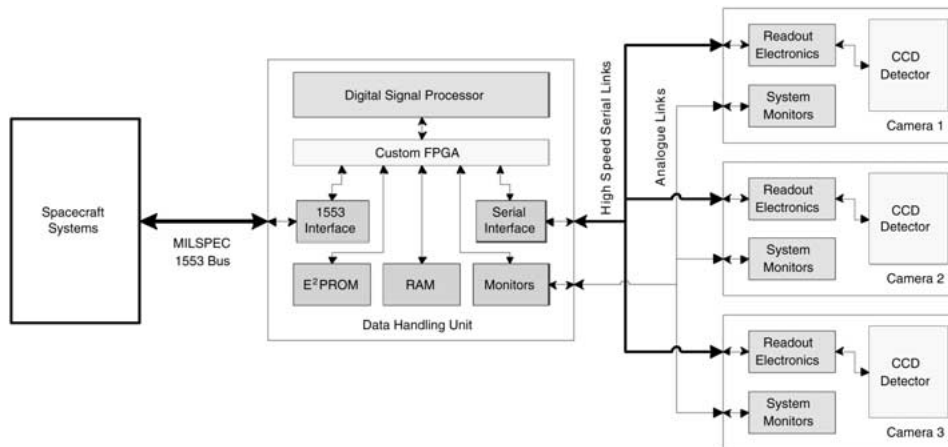 Spacecraft
Systems
MILSPEC
1553 Bus
Digital Signal Processor
Custom FPGA
1553
Interface
Serial
Interface
E²PROM
RAM
Monitors
Data Handling Unit
High Speed Serial Links
Analogue Links
Readout
Electronics
CCD
Detector
System
Monitors
Camera 1
Readout
Electronics
CCD
Detector
System
Monitors
Camera 2
Readout
Electronics
CCD
Detector
System
Monitors
Camera 3